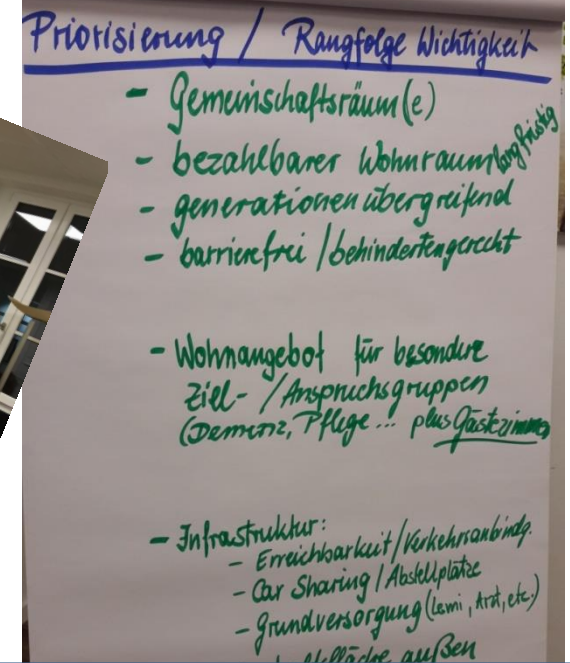 Priorisierung / Rangfolge Wichtigkeit
- Gemeinschaftsräum(e)
- bezahlbarer Wohnraum langfristig
- generationenübergreifend
- barrierefrei / behindertengerecht
- Wohnangebot für besondere
Ziel- / Anspruchsgruppen
(Demenz, Pflege... plus Gästezimmer
- Infrastruktur:
- Erreichbarkeit / Verkehrsanbindg.
- Car Sharing / Abstellplätze
- Grundversorgung (Lemi, Arzt, etc.)
außen